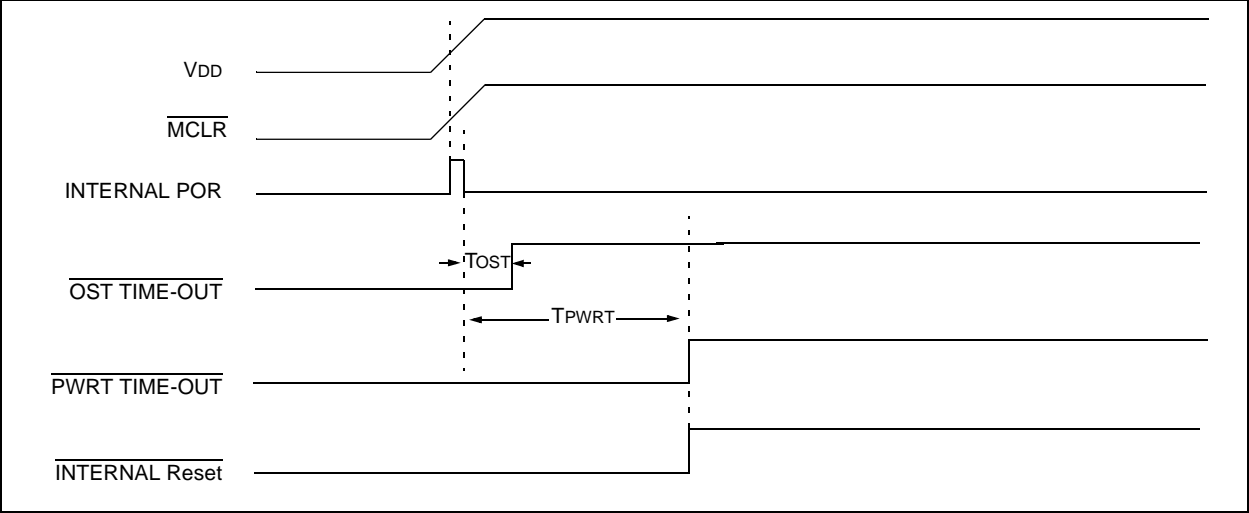 VDD
MCLR
INTERNAL POR
TOST
OST TIME-OUT
TPWRT
PWRT TIME-OUT
INTERNAL Reset